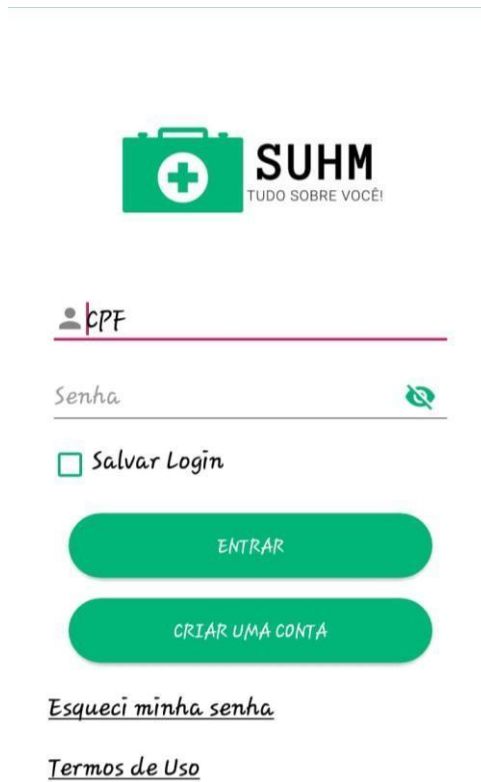 SUHM
TUDO SOBRE VOCÊ!
CPF
Senha
Salvar Login
ENTRAR
CRIAR UMA CONTA
Esqueci minha senha
Termos de Uso